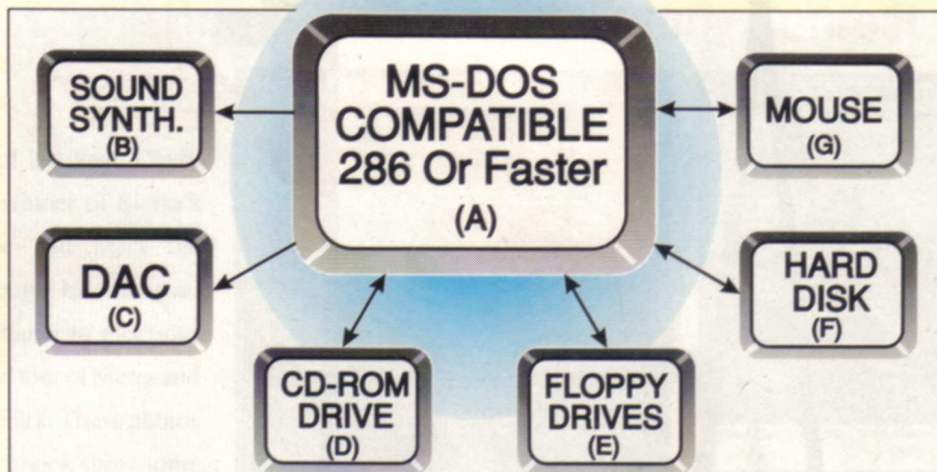 MS-DOS
COMPATIBLE
286 Or Faster
(A)
SOUND
SYNTH.
(B)
DAC
(C)
CD-ROM
DRIVE
(D)
FLOPPY
DRIVES
(E)
HARD
DISK
(F)
MOUSE
(G)